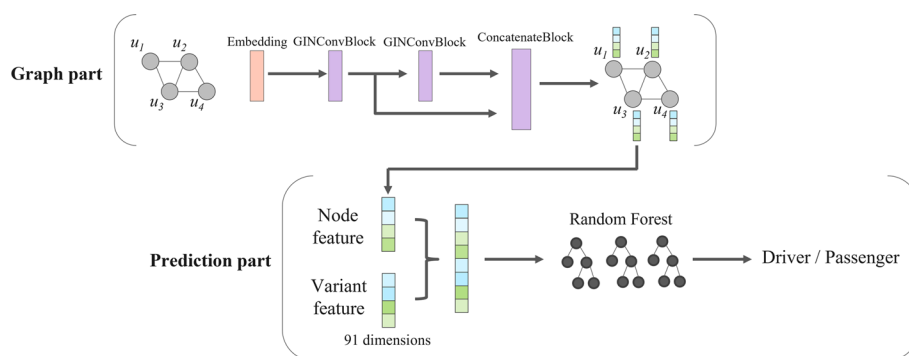 Graph part
u1 u2
u3 u4
Embedding
GINConvBlock
GINConvBlock
ConcatenateBlock
u1 u2
u3 u4
Prediction part
Node
feature
Variant
feature
91 dimensions
Random Forest
Driver / Passenger